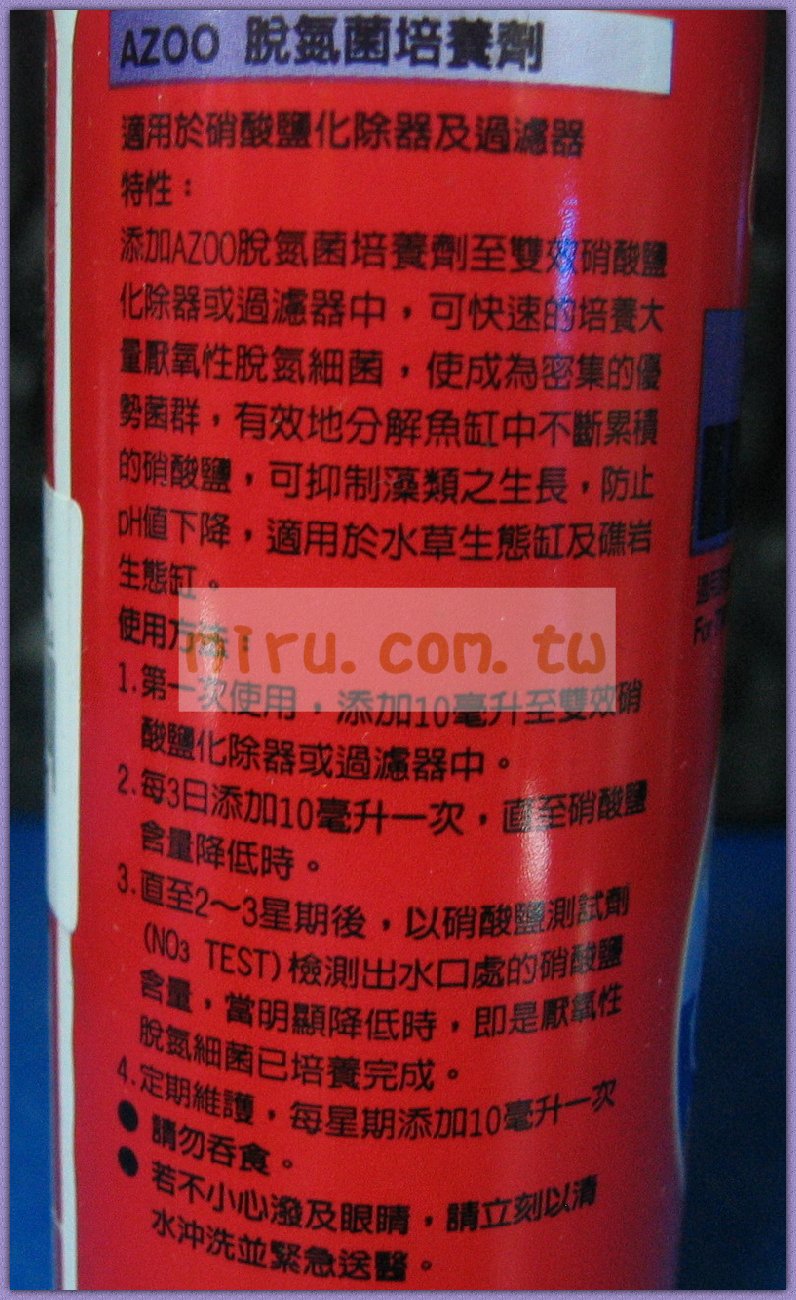 AZOO 脫氮菌培養劑
適用於硝酸鹽化除器及過濾器
特性：
添加AZOO脫氮菌培養劑至雙效硝酸鹽
化除器或過濾器中，可快速的培養大
量厭氧性脫氮細菌，使成為密集的優
勢菌群，有效地分解魚缸中不斷累積
的硝酸鹽，可抑制藻類之生長，防止
pH值下降，適用於水草生態缸及礁岩
生態缸。
使用方法：
miru.com.tw
1.第一次使用，添加10毫升至雙效硝
酸鹽化除器或過濾器中。
2.每3日添加10毫升一次，直至硝酸鹽
含量降低時。
3.直至2～3星期後，以硝酸鹽測試劑
(NO₃ TEST)檢測出水口處的硝酸鹽
含量，當明顯降低時，即是厭氧性
脫氮細菌已培養完成。
4.定期維護，每星期添加10毫升一次
● 請勿吞食。
● 若不小心潑及眼睛，請立刻以清
水沖洗並緊急送醫。